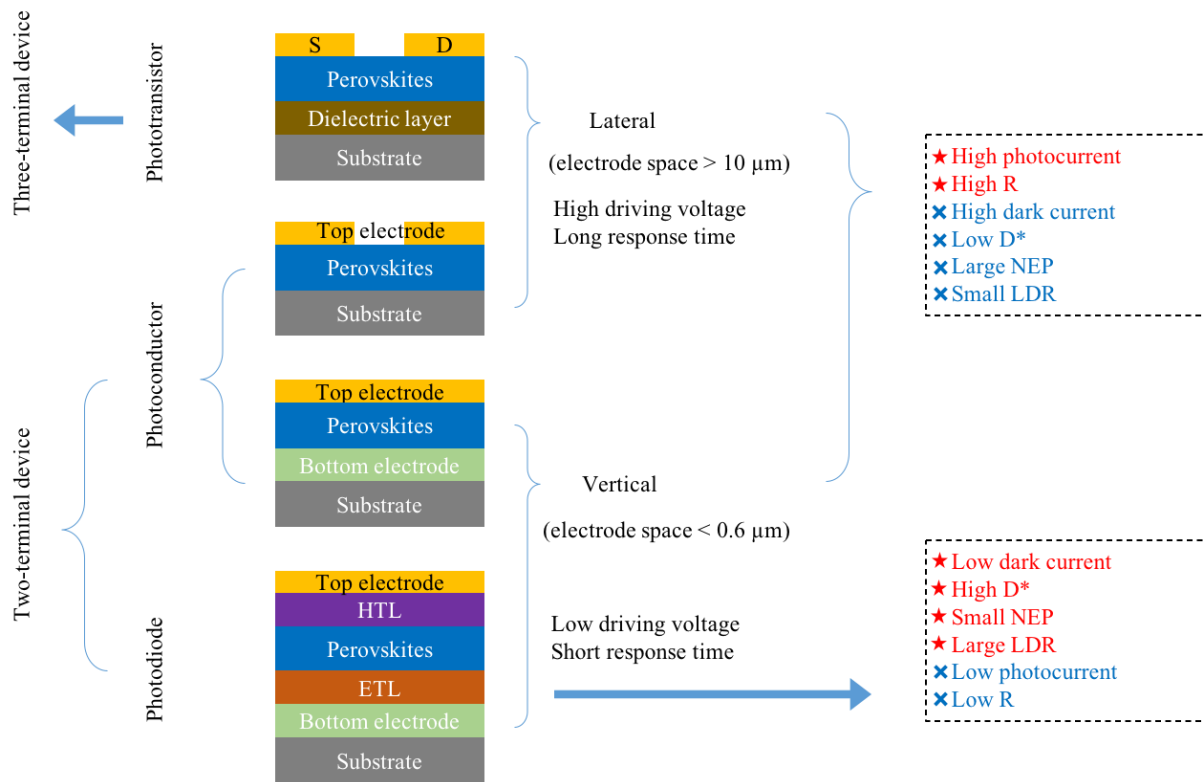 Three-terminal device
Phototransistor
S
D
Perovskites
Dielectric layer
Substrate
Lateral
(electrode space > 10 µm)
High driving voltage
Long response time
High photocurrent
High R
High dark current
Low D*
Large NEP
Small LDR
Two-terminal device
Photoconductor
Top electrode
Perovskites
Substrate
Top electrode
Perovskites
Bottom electrode
Substrate
Vertical
(electrode space < 0.6 µm)
Photodiode
Top electrode
HTL
Perovskites
ETL
Bottom electrode
Substrate
Low driving voltage
Short response time
Low dark current
High D*
Small NEP
Large LDR
Low photocurrent
Low R